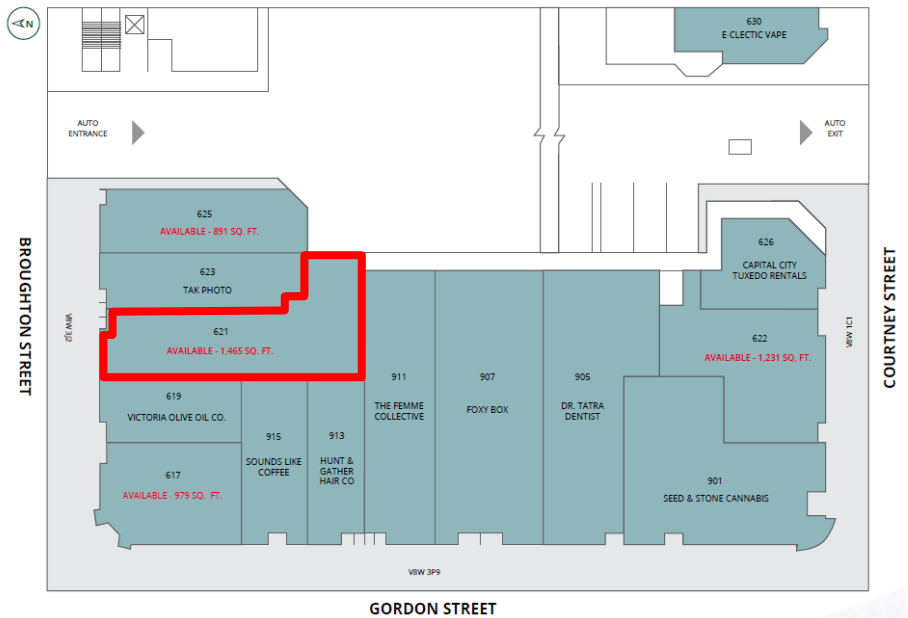 N
630
E-CLECTIC VAPE
AUTO
ENTRANCE
AUTO
EXIT
625
AVAILABLE - 891 SQ. FT.
623
TAK PHOTO
621
AVAILABLE - 1,465 SQ. FT.
619
VICTORIA OLIVE OIL CO.
617
AVAILABLE - 979 SQ. FT.
915
SOUNDS LIKE
COFFEE
913
HUNT &
GATHER
HAIR CO
911
THE FEMME
COLLECTIVE
907
FOXY BOX
905
DR. TATRA
DENTIST
626
CAPITAL CITY
TUXEDO RENTALS
622
AVAILABLE - 1,231 SQ. FT.
901
SEED & STONE CANNABIS
BROUGHTON STREET
V8W 3J2
V8W 1C1
COURTNEY STREET
V8W 3P9
GORDON STREET